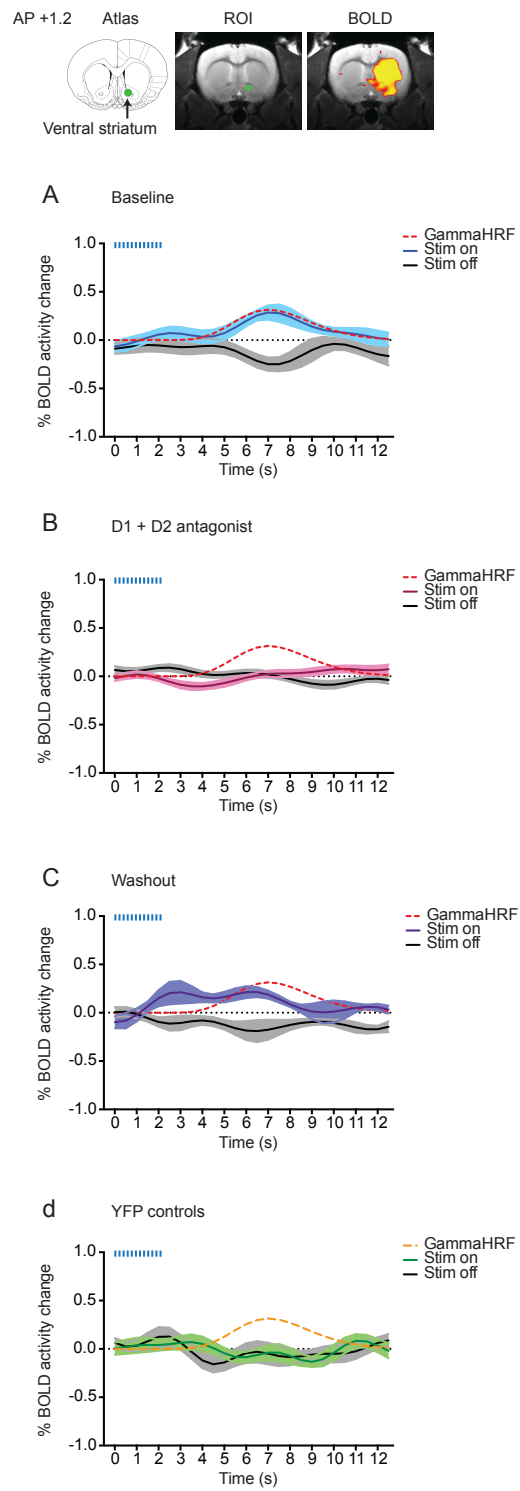 AP +1.2 Atlas ROI BOLD
Ventral striatum
A Baseline
GammaHRF
Stim on
Stim off
% BOLD activity change
1.0
0.5
0.0
-0.5
-1.0
0 1 2 3 4 5 6 7 8 9 10 11 12
Time (s)
B D1 + D2 antagonist
GammaHRF
Stim on
Stim off
% BOLD activity change
1.0
0.5
0.0
-0.5
-1.0
0 1 2 3 4 5 6 7 8 9 10 11 12
Time (s)
C Washout
GammaHRF
Stim on
Stim off
% BOLD activity change
1.0
0.5
0.0
-0.5
-1.0
0 1 2 3 4 5 6 7 8 9 10 11 12
Time (s)
d YFP controls
GammaHRF
Stim on
Stim off
% BOLD activity change
1.0
0.5
0.0
-0.5
-1.0
0 1 2 3 4 5 6 7 8 9 10 11 12
Time (s)